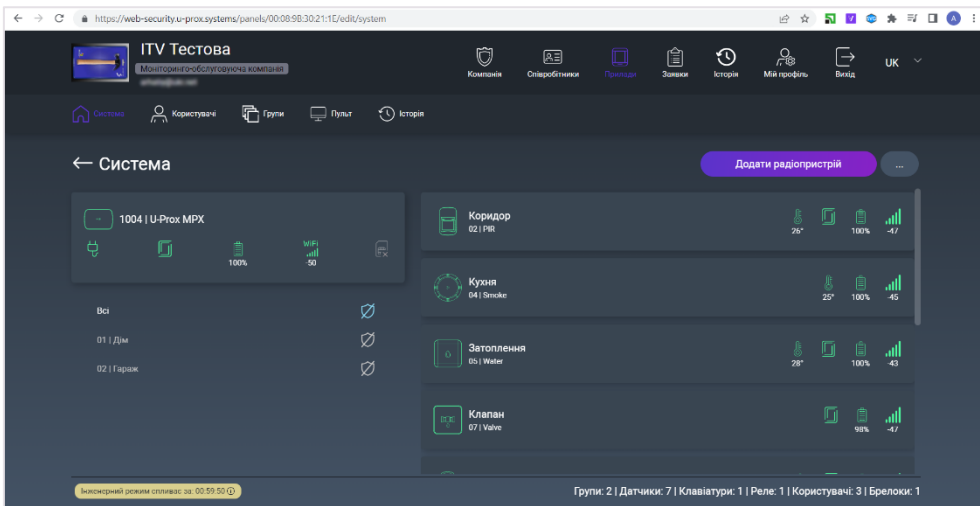 https://web-security.u-prox.systems/panels/00:08:9B:30:21:1E/edit/system
ITV Тестова
Моніторинго-обслуговуюча компанія
Компанія
Співробітники
Прилади
Заявки
Історія
Мій профіль
Вихід
UK
Система
Користувачі
Групи
Пульт
Історія
← Система
Додати радіопристрій
...
1004 | U-Prox MPX
WiFi
100%
-50
Всі
01 | Дім
02 | Гараж
Коридор
02 | PIR
26°
100%
-47
Кухня
04 | Smoke
25°
100%
-45
Затоплення
05 | Water
28°
100%
-43
Клапан
07 | Valve
98%
-47
Інженерний режим спливає за: 00:59:50
Групи: 2 | Датчики: 7 | Клавіатури: 1 | Реле: 1 | Користувачі: 3 | Брелоки: 1